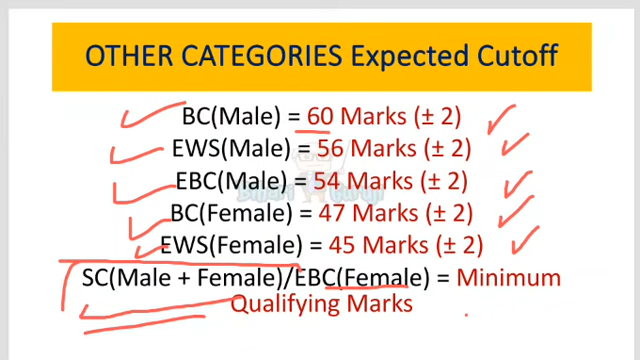 OTHER CATEGORIES Expected Cutoff
BC(Male) = 60 Marks (± 2)
EWS(Male) = 56 Marks (± 2)
EBC(Male) = 54 Marks (± 2)
BC(Female) = 47 Marks (± 2)
EWS(Female) = 45 Marks (± 2)
SC(Male + Female)/EBC(Female) = Minimum
Qualifying Marks